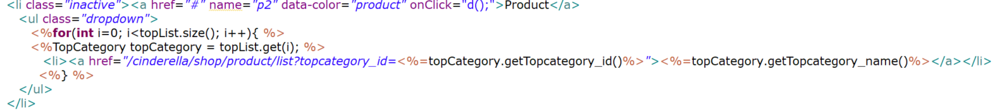 <li class="inactive"><a href="#" name="p2" data-color="product" onClick="d();">Product</a>
<ul class="dropdown">
<%for(int i=0; i<topList.size(); i++){ %>
<%TopCategory topCategory = topList.get(i); %>
<li><a href="/cinderella/shop/product/list?topcategory_id=<%=topCategory.getTopcategory_id()%>"><%=topCategory.getTopcategory_name()%></a></li>
<%} %>
</ul>
</li>